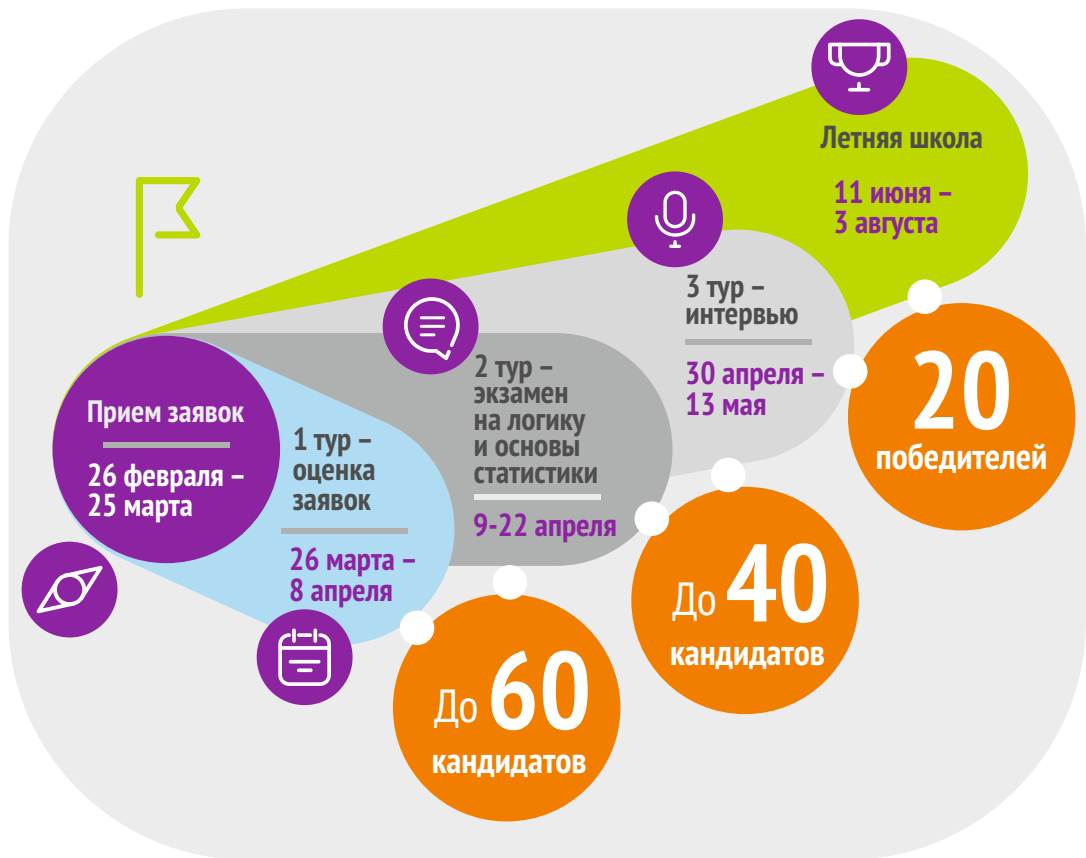 Прием заявок
26 февраля –
25 марта
1 тур –
оценка
заявок
26 марта –
8 апреля
До 60
кандидатов
2 тур –
экзамен
на логику
и основы
статистики
9-22 апреля
До 40
кандидатов
3 тур –
интервью
30 апреля –
13 мая
20
победителей
Летняя школа
11 июня –
3 августа